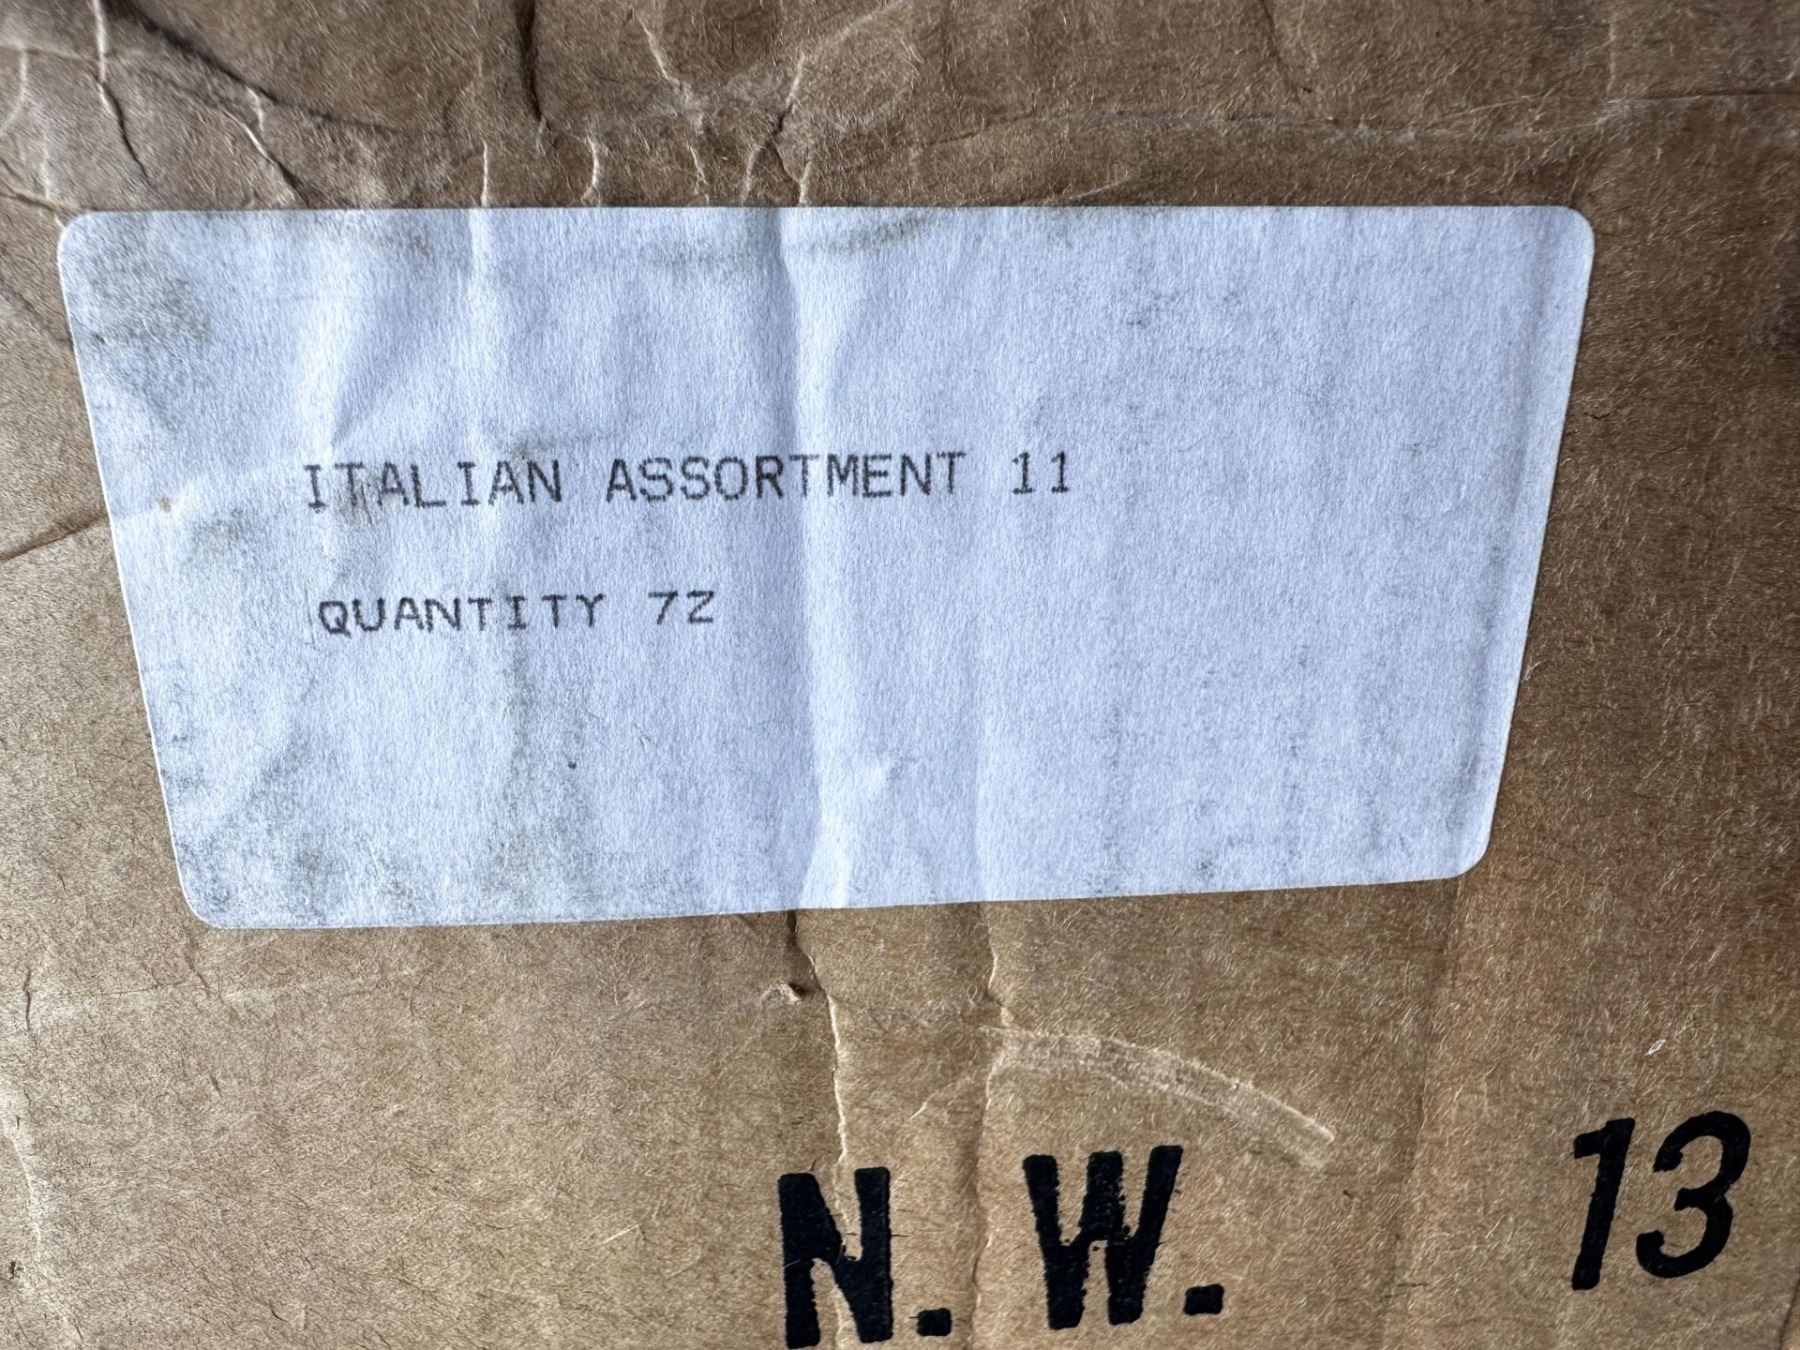 ITALIAN ASSORTMENT 11
QUANTITY 72
N. W. 13